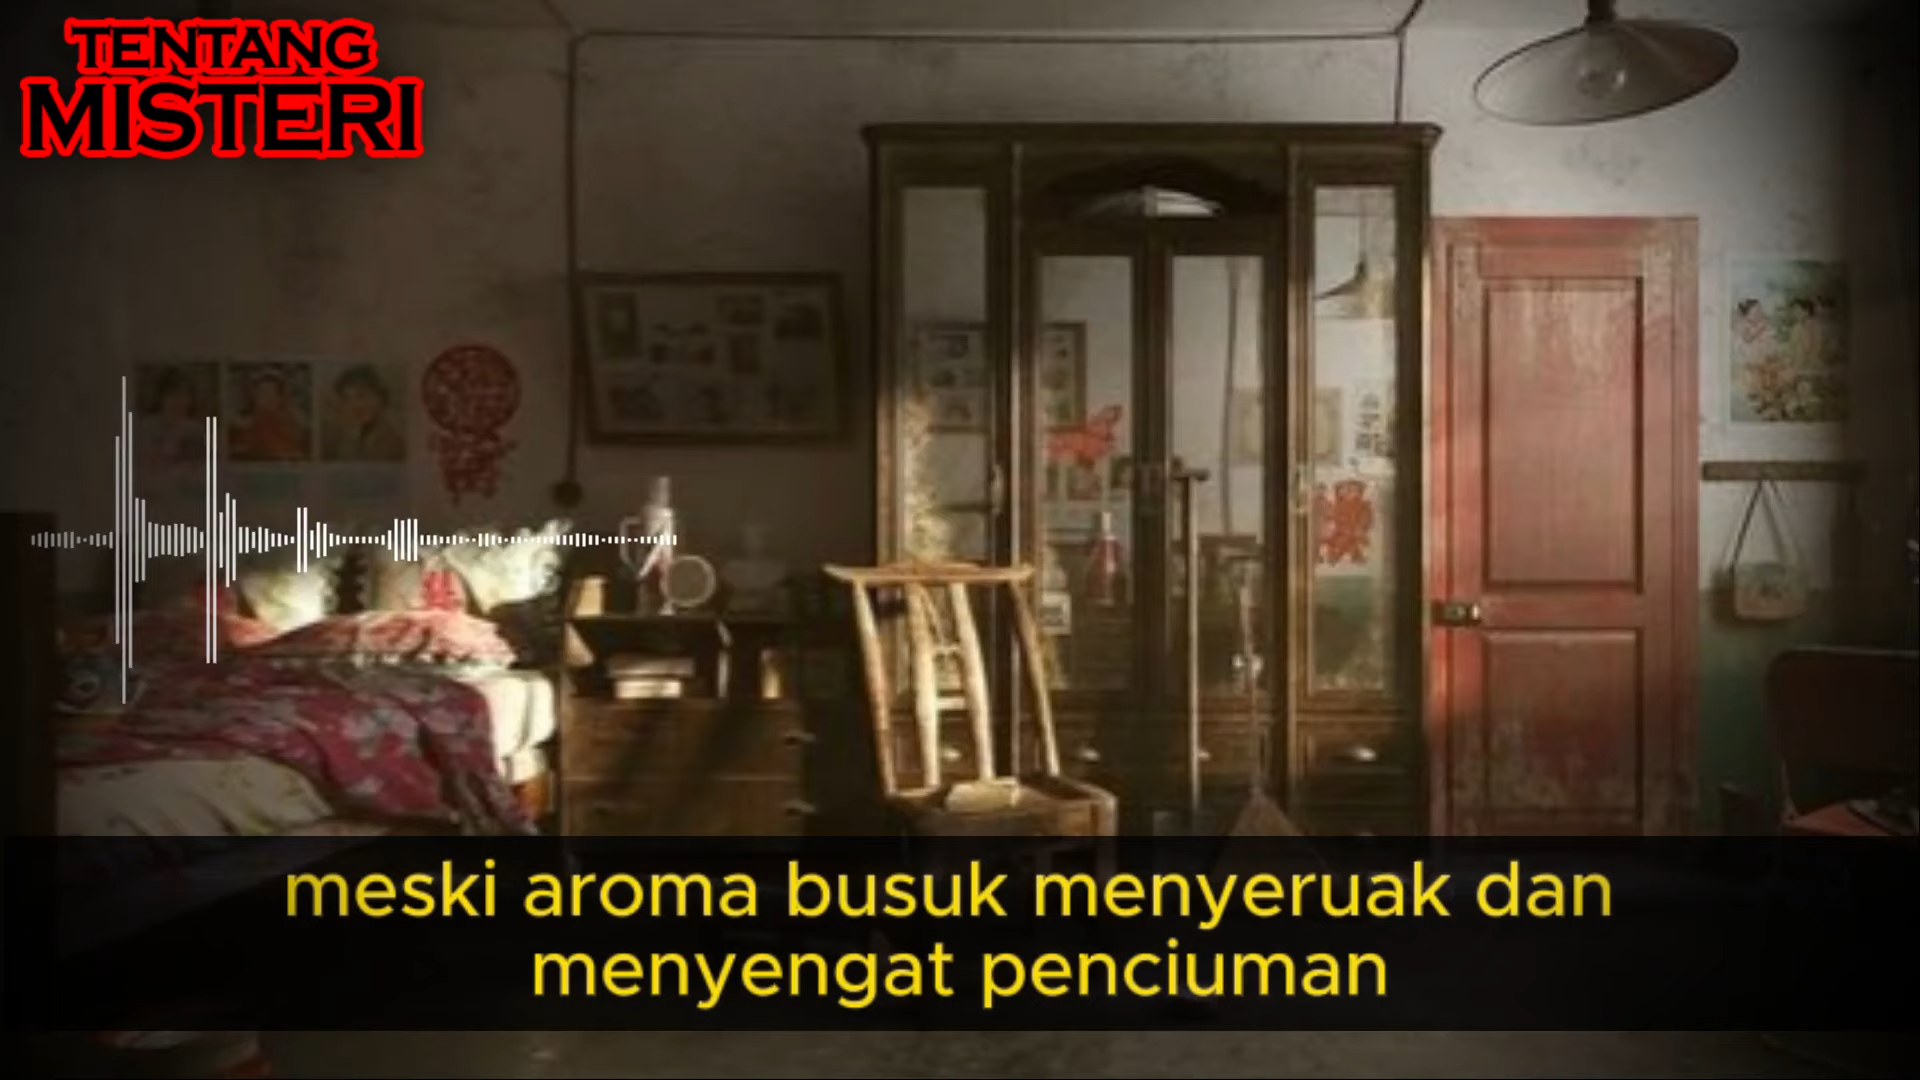 TENTANG
MISTERI
meski aroma busuk menyeruak dan
menyengat penciuman